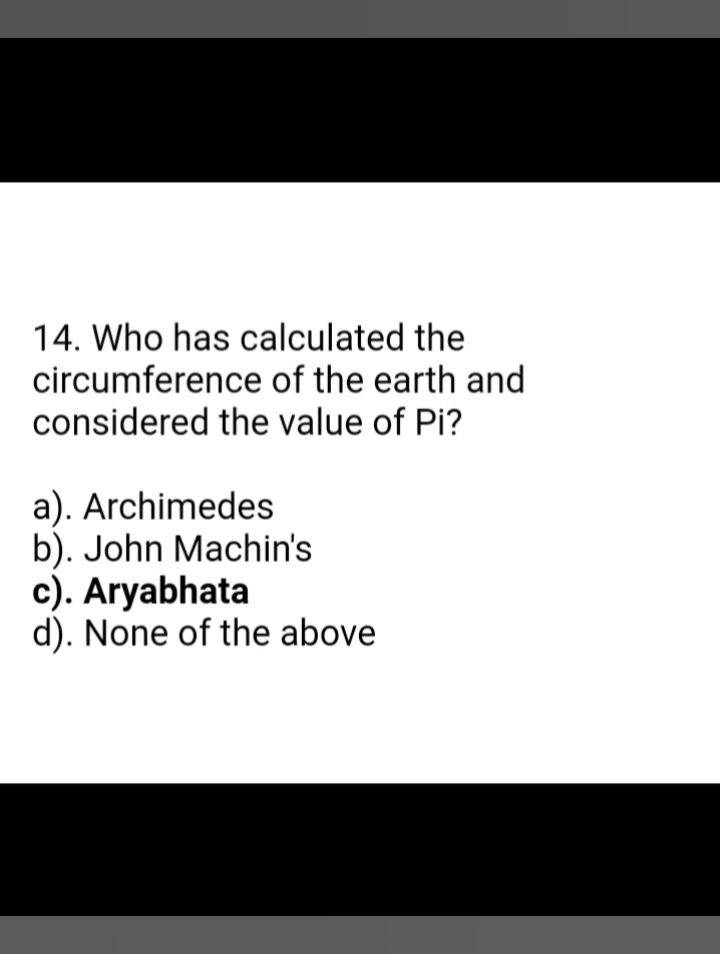 14. Who has calculated the
circumference of the earth and
considered the value of Pi?
a). Archimedes
b). John Machin's
c). Aryabhata
d). None of the above